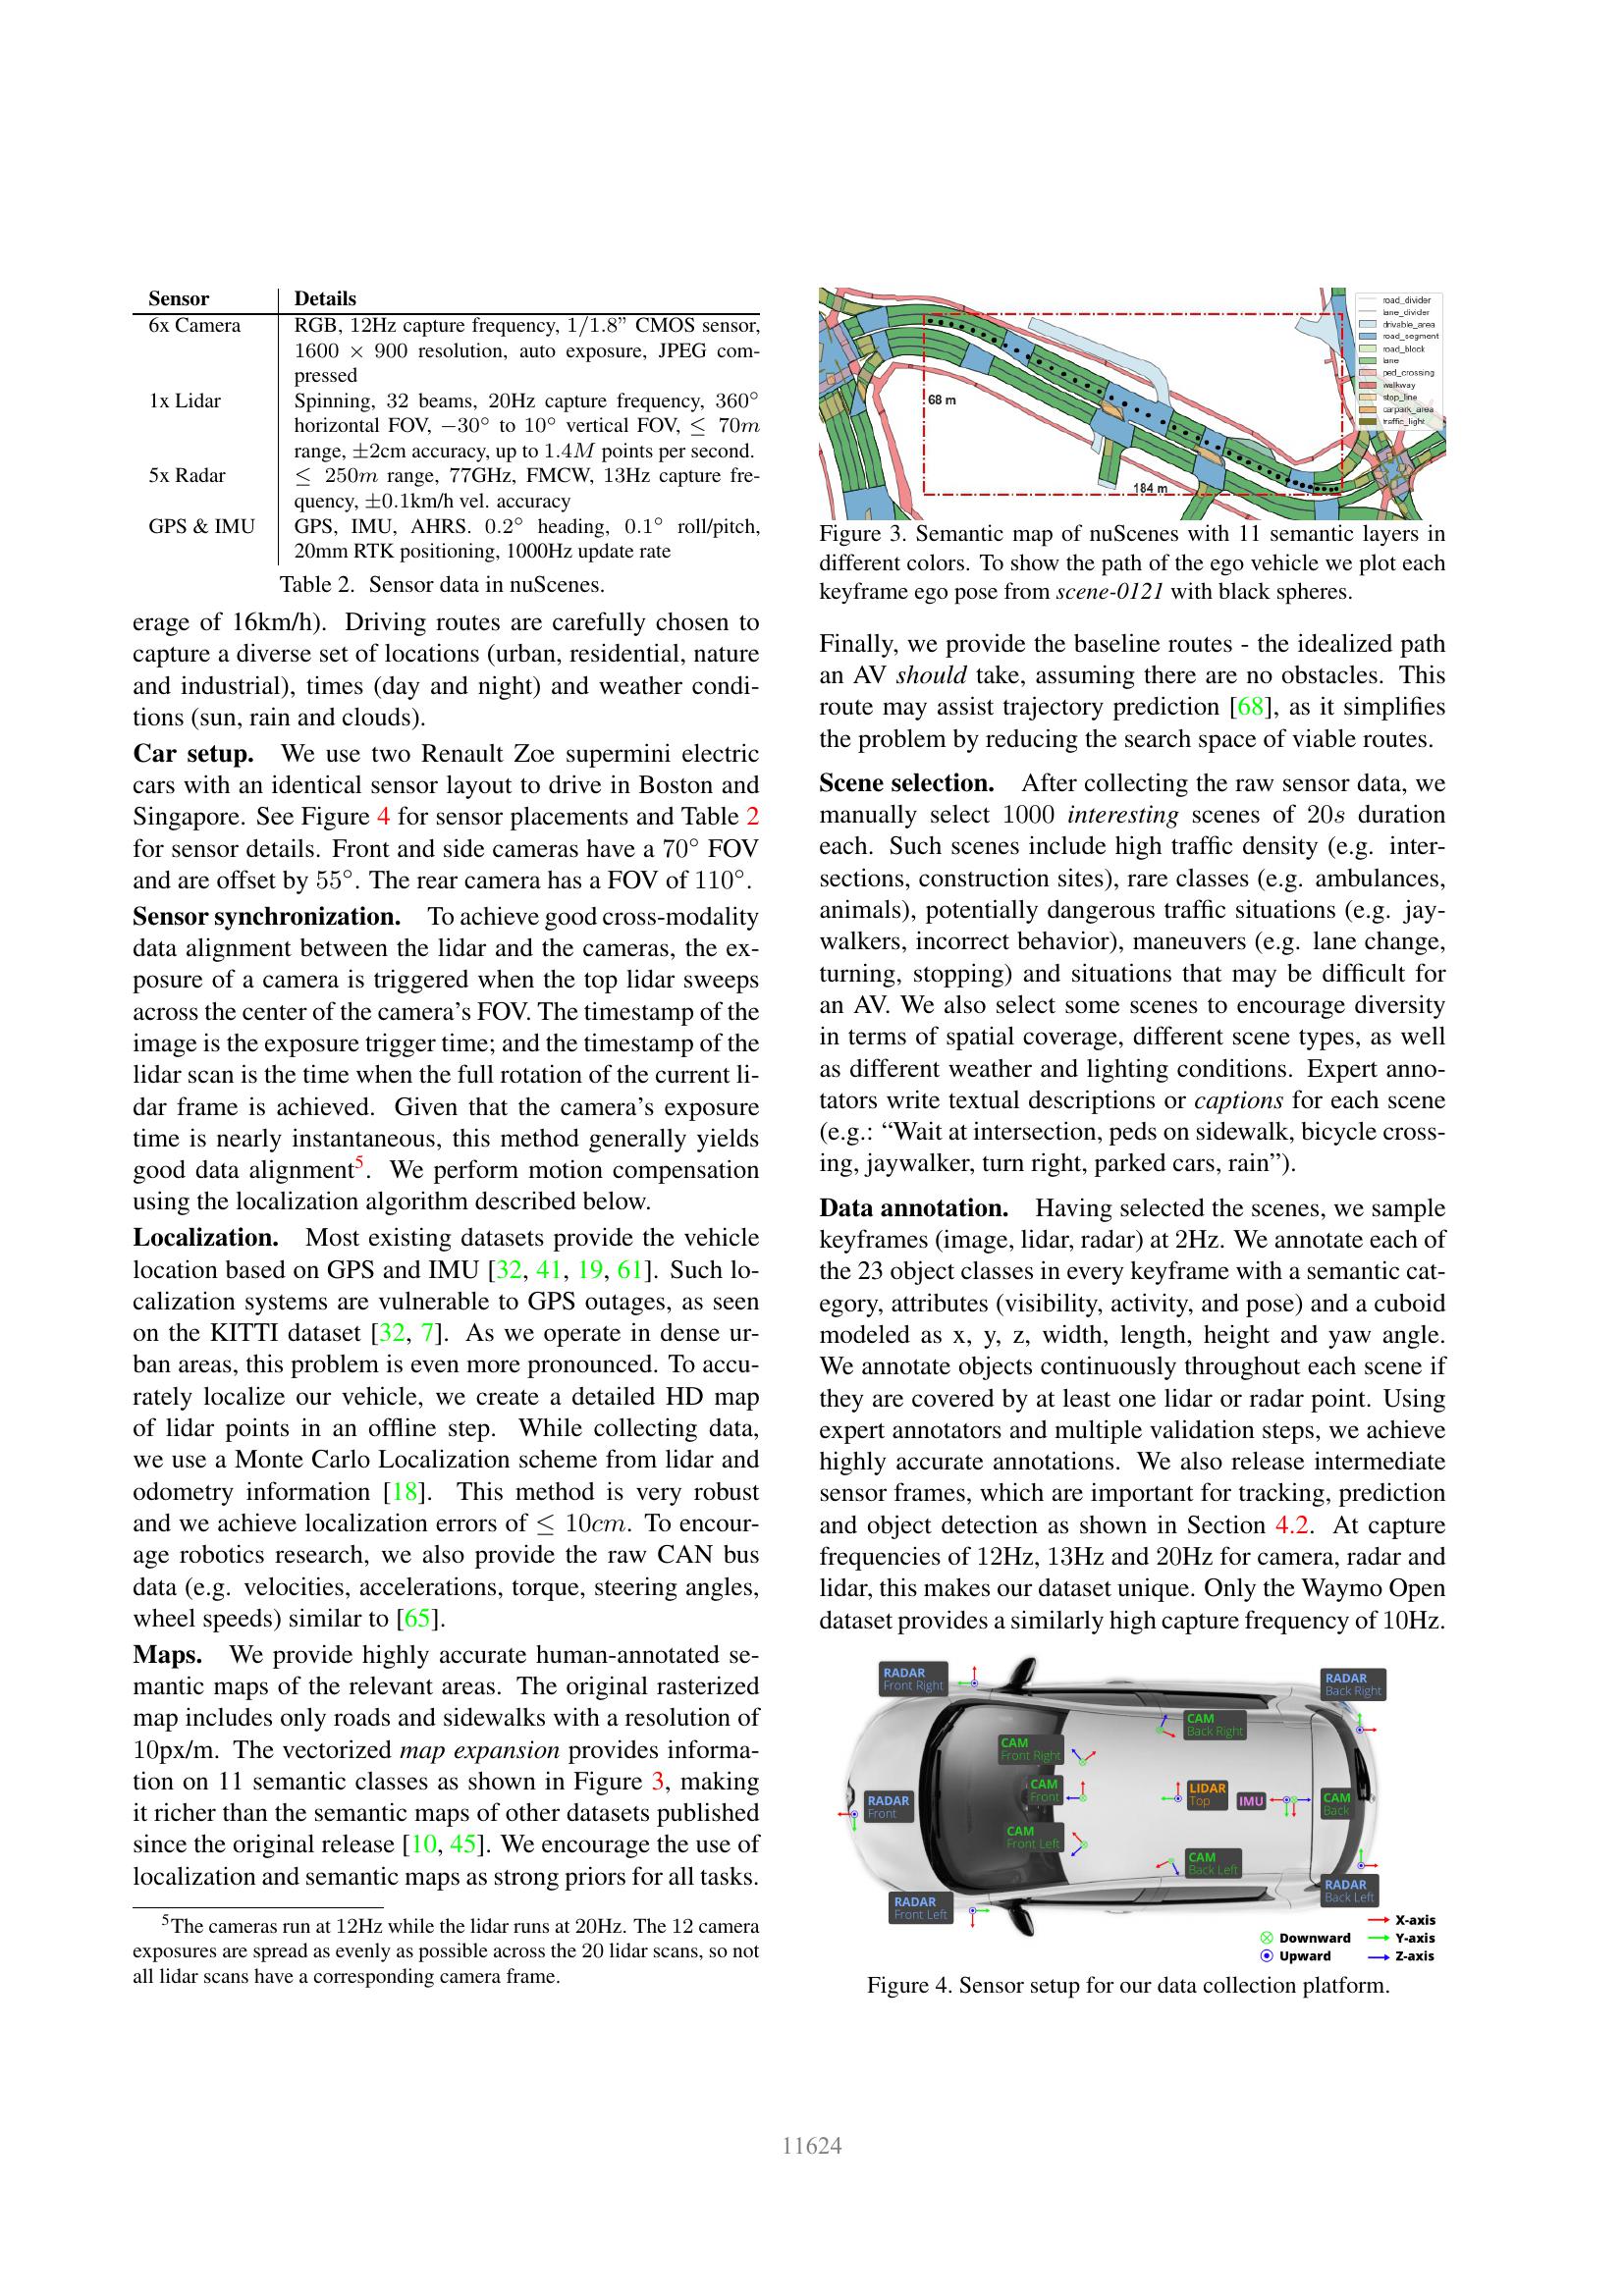 Sensor Details
6x Camera RGB, 12Hz capture frequency, 1/1.8” CMOS sensor,
1600 × 900 resolution, auto exposure, JPEG com-
pressed
1x Lidar Spinning, 32 beams, 20Hz capture frequency, 360°
horizontal FOV, −30° to 10° vertical FOV, ≤ 70m
range, ±2cm accuracy, up to 1.4M points per second.
5x Radar ≤ 250m range, 77GHz, FMCW, 13Hz capture fre-
quency, ±0.1km/h vel. accuracy
GPS & IMU GPS, IMU, AHRS. 0.2° heading, 0.1° roll/pitch,
20mm RTK positioning, 1000Hz update rate
Table 2. Sensor data in nuScenes.
erage of 16km/h). Driving routes are carefully chosen to
capture a diverse set of locations (urban, residential, nature
and industrial), times (day and night) and weather condi-
tions (sun, rain and clouds).
Car setup. We use two Renault Zoe supermini electric
cars with an identical sensor layout to drive in Boston and
Singapore. See Figure 4 for sensor placements and Table 2
for sensor details. Front and side cameras have a 70° FOV
and are offset by 55°. The rear camera has a FOV of 110°.
Sensor synchronization. To achieve good cross-modality
data alignment between the lidar and the cameras, the ex-
posure of a camera is triggered when the top lidar sweeps
across the center of the camera’s FOV. The timestamp of the
image is the exposure trigger time; and the timestamp of the
lidar scan is the time when the full rotation of the current li-
dar frame is achieved. Given that the camera’s exposure
time is nearly instantaneous, this method generally yields
good data alignment5. We perform motion compensation
using the localization algorithm described below.
Localization. Most existing datasets provide the vehicle
location based on GPS and IMU [32, 41, 19, 61]. Such lo-
calization systems are vulnerable to GPS outages, as seen
on the KITTI dataset [32, 7]. As we operate in dense ur-
ban areas, this problem is even more pronounced. To accu-
rately localize our vehicle, we create a detailed HD map
of lidar points in an offline step. While collecting data,
we use a Monte Carlo Localization scheme from lidar and
odometry information [18]. This method is very robust
and we achieve localization errors of ≤ 10cm. To encour-
age robotics research, we also provide the raw CAN bus
data (e.g. velocities, accelerations, torque, steering angles,
wheel speeds) similar to [65].
Maps. We provide highly accurate human-annotated se-
mantic maps of the relevant areas. The original rasterized
map includes only roads and sidewalks with a resolution of
10px/m. The vectorized map expansion provides informa-
tion on 11 semantic classes as shown in Figure 3, making
it richer than the semantic maps of other datasets published
since the original release [10, 45]. We encourage the use of
localization and semantic maps as strong priors for all tasks.
5The cameras run at 12Hz while the lidar runs at 20Hz. The 12 camera
exposures are spread as evenly as possible across the 20 lidar scans, so not
all lidar scans have a corresponding camera frame.
road_divider
lane_divider
drivable_area
road_segment
road_block
lane
ped_crossing
walkway
stop_line
carpark_area
traffic_light
68 m
184 m
Figure 3. Semantic map of nuScenes with 11 semantic layers in
different colors. To show the path of the ego vehicle we plot each
keyframe ego pose from scene-0121 with black spheres.
Finally, we provide the baseline routes - the idealized path
an AV should take, assuming there are no obstacles. This
route may assist trajectory prediction [68], as it simplifies
the problem by reducing the search space of viable routes.
Scene selection. After collecting the raw sensor data, we
manually select 1000 interesting scenes of 20s duration
each. Such scenes include high traffic density (e.g. inter-
sections, construction sites), rare classes (e.g. ambulances,
animals), potentially dangerous traffic situations (e.g. jay-
walkers, incorrect behavior), maneuvers (e.g. lane change,
turning, stopping) and situations that may be difficult for
an AV. We also select some scenes to encourage diversity
in terms of spatial coverage, different scene types, as well
as different weather and lighting conditions. Expert anno-
tators write textual descriptions or captions for each scene
(e.g.: “Wait at intersection, peds on sidewalk, bicycle cross-
ing, jaywalker, turn right, parked cars, rain”).
Data annotation. Having selected the scenes, we sample
keyframes (image, lidar, radar) at 2Hz. We annotate each of
the 23 object classes in every keyframe with a semantic cat-
egory, attributes (visibility, activity, and pose) and a cuboid
modeled as x, y, z, width, length, height and yaw angle.
We annotate objects continuously throughout each scene if
they are covered by at least one lidar or radar point. Using
expert annotators and multiple validation steps, we achieve
highly accurate annotations. We also release intermediate
sensor frames, which are important for tracking, prediction
and object detection as shown in Section 4.2. At capture
frequencies of 12Hz, 13Hz and 20Hz for camera, radar and
lidar, this makes our dataset unique. Only the Waymo Open
dataset provides a similarly high capture frequency of 10Hz.
RADAR
Front Right
RADAR
Back Right
CAM
Back Right
CAM
Front Right
CAM
Front
LIDAR
Top
IMU
CAM
Back
RADAR
Front
CAM
Front Left
CAM
Back Left
RADAR
Back Left
RADAR
Front Left
X-axis
Downward Y-axis
Upward Z-axis
Figure 4. Sensor setup for our data collection platform.
11624